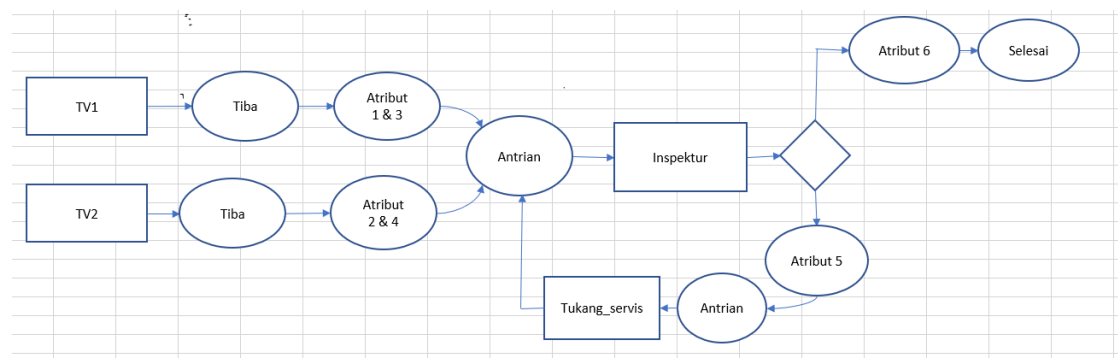 Atribut 6
Selesai
TV1
Tiba
Atribut
1 & 3
Antrian
Inspektur
TV2
Tiba
Atribut
2 & 4
Atribut 5
Tukang_servis
Antrian